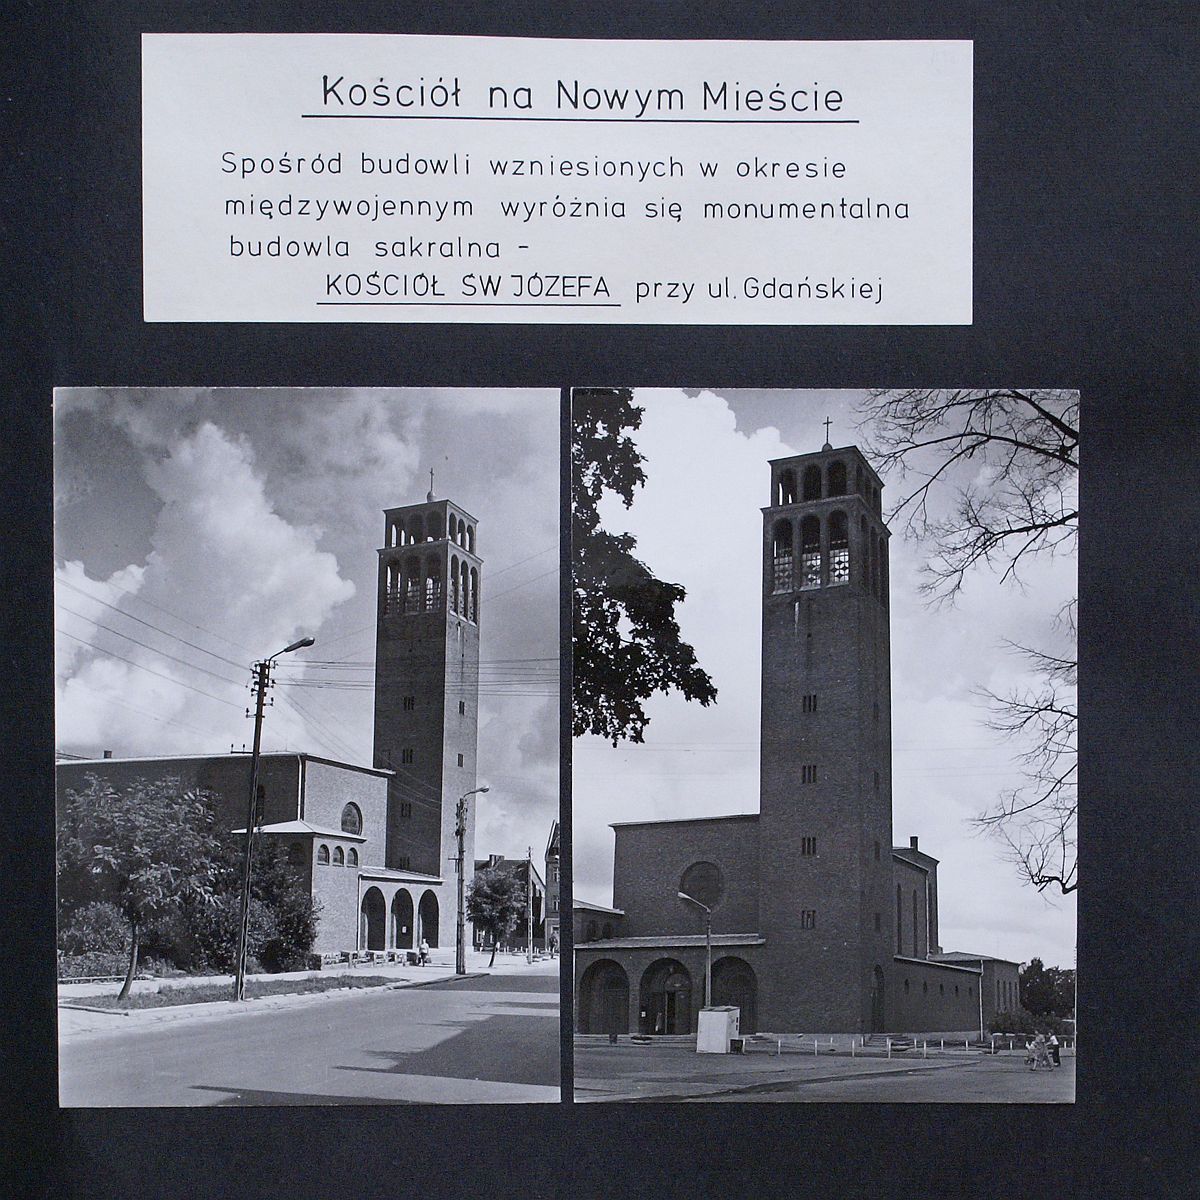 Kościół na Nowym Mieście
Spośród budowli wzniesionych w okresie
międzywojennym wyróżnia się monumentalna
budowla sakralna –
KOŚCIÓŁ ŚW JÓZEFA przy ul. Gdańskiej